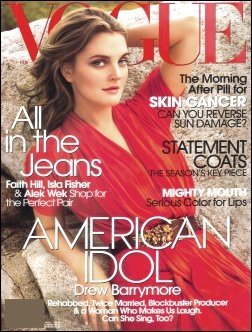 VOGUE
FEB
The Morning
After Pill for
SKIN CANCER
CAN YOU REVERSE
SUN DAMAGE?
All
in the
Jeans
Faith Hill, Isla Fisher
& Alek Wek Shop for
the Perfect Pair
STATEMENT
COATS
THE SEASON'S KEY PIECE
MIGHTY MOUTH
Serious Color for Lips
AMERICAN
IDOL
Drew Barrymore
Rehabbed, Twice Married, Blockbuster Producer
& a Woman Who Makes Us Laugh.
Can She Sing, Too?